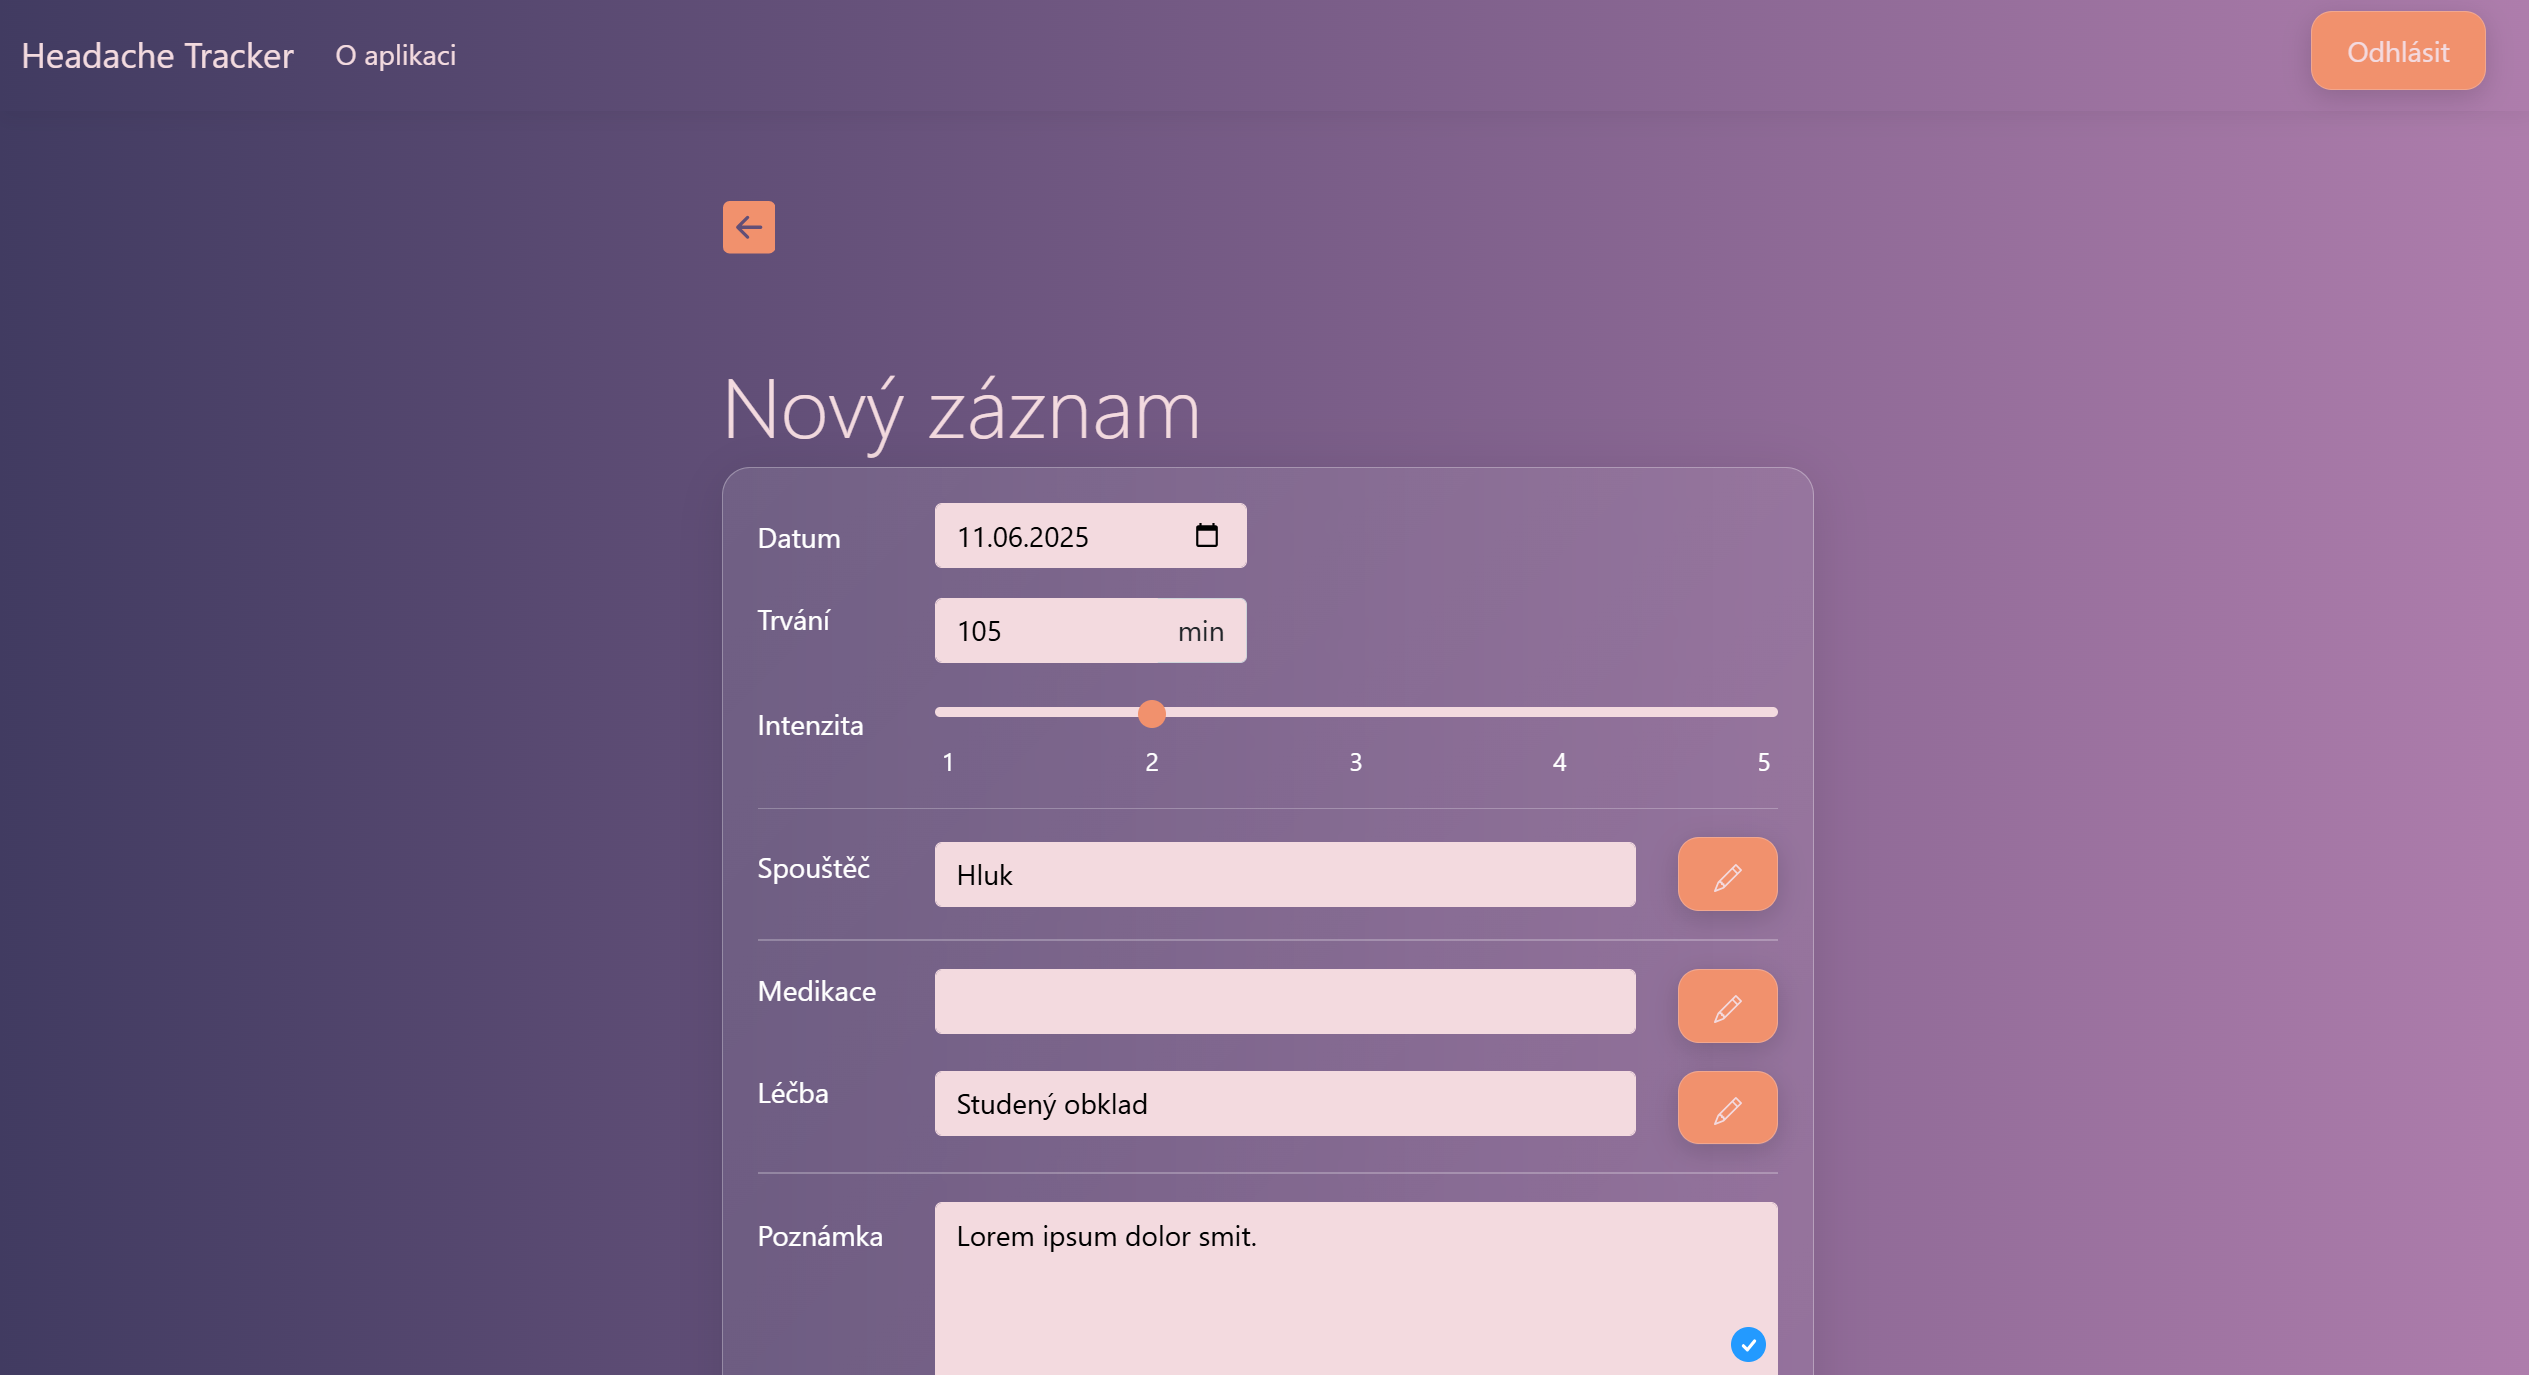 Headache Tracker O aplikaci Odhlásit
Nový záznam
Datum 11.06.2025
Trvání 105 min
Intenzita
1 2 3 4 5
Spouštěč Hluk
Medikace
Léčba Studený obklad
Poznámka Lorem ipsum dolor smit.